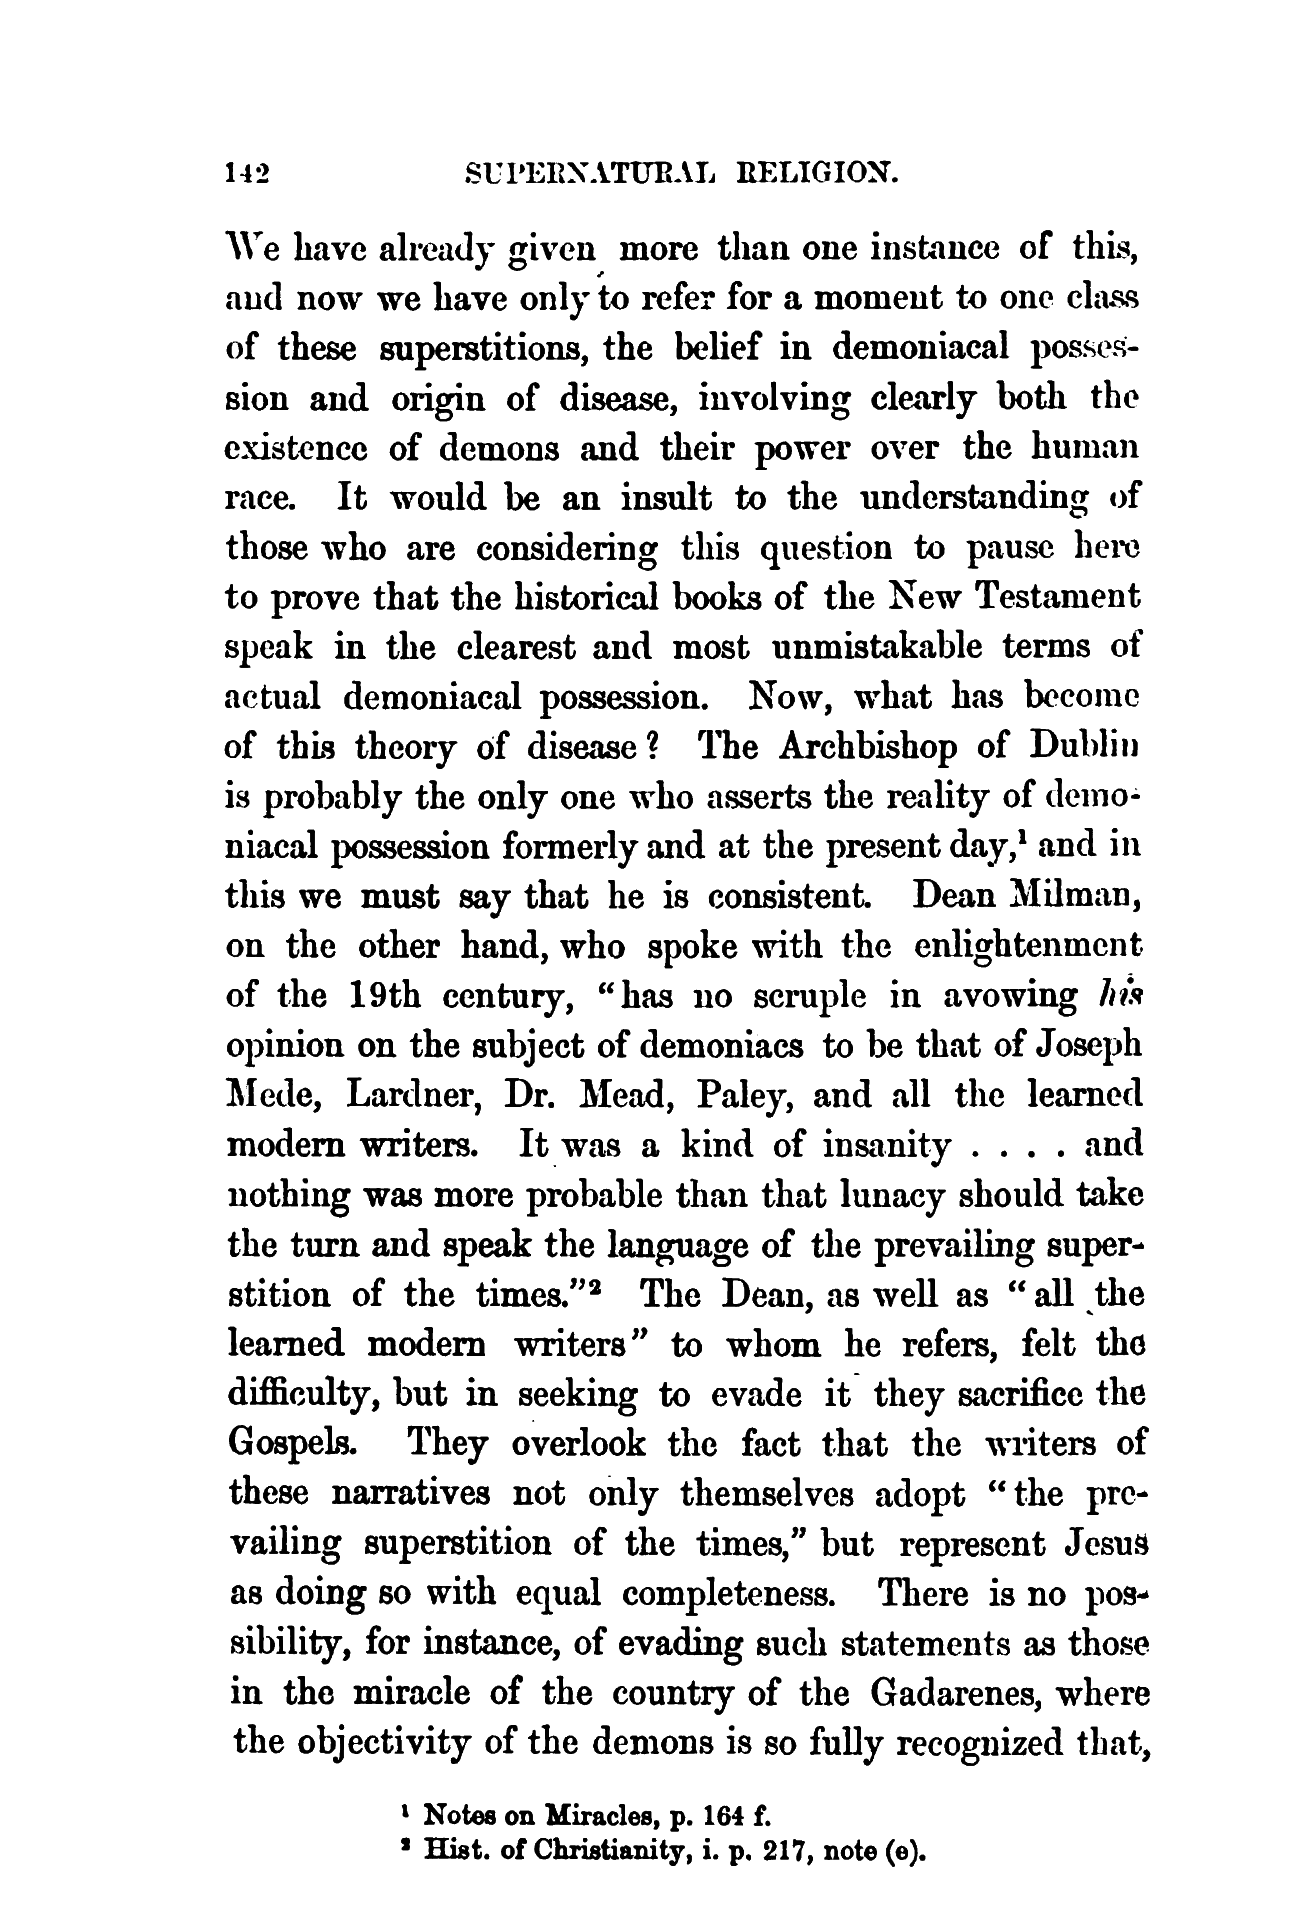 142 SUPERNATURAL RELIGION.
We have already given more than one instance of this,
and now we have only to refer for a moment to one class
of these superstitions, the belief in demoniacal posses-
sion and origin of disease, involving clearly both the
existence of demons and their power over the human
race. It would be an insult to the understanding of
those who are considering this question to pause here
to prove that the historical books of the New Testament
speak in the clearest and most unmistakable terms of
actual demoniacal possession. Now, what has become
of this theory of disease? The Archbishop of Dublin
is probably the only one who asserts the reality of demo-
niacal possession formerly and at the present day,¹ and in
this we must say that he is consistent. Dean Milman,
on the other hand, who spoke with the enlightenment
of the 19th century, “has no scruple in avowing his
opinion on the subject of demoniacs to be that of Joseph
Mede, Lardner, Dr. Mead, Paley, and all the learned
modern writers. It was a kind of insanity . . . . and
nothing was more probable than that lunacy should take
the turn and speak the language of the prevailing super-
stition of the times.”² The Dean, as well as “all the
learned modern writers” to whom he refers, felt the
difficulty, but in seeking to evade it they sacrifice the
Gospels. They overlook the fact that the writers of
these narratives not only themselves adopt “the pre-
vailing superstition of the times,” but represent Jesus
as doing so with equal completeness. There is no pos-
sibility, for instance, of evading such statements as those
in the miracle of the country of the Gadarenes, where
the objectivity of the demons is so fully recognized that,
¹ Notes on Miracles, p. 164 f.
² Hist. of Christianity, i. p. 217, note (e).